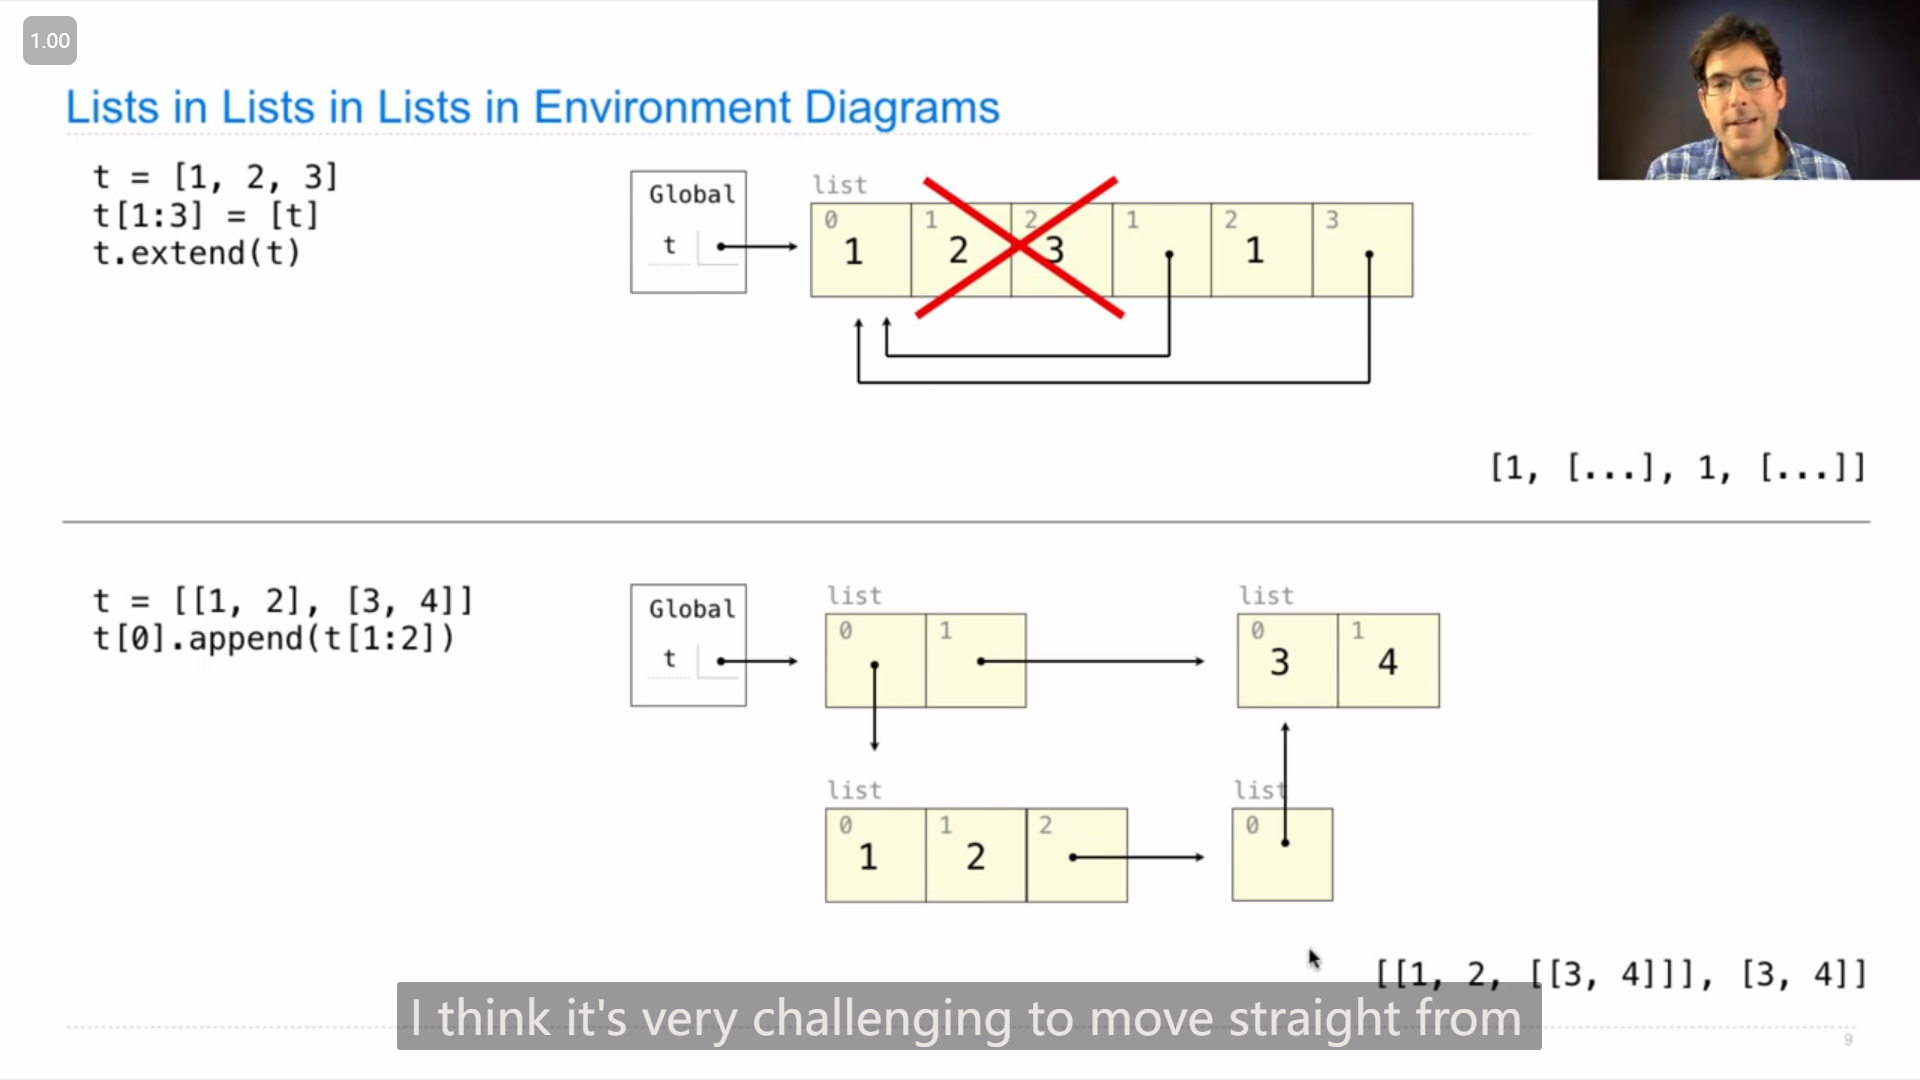 1.00
Lists in Lists in Lists in Environment Diagrams
t = [1, 2, 3]
t[1:3] = [t]
t.extend(t)
Global
t
list
0 1 2 1 2 3
1 2 3 1
[1, [...], 1, [...]]
t = [[1, 2], [3, 4]]
t[0].append(t[1:2])
Global
t
list
0 1
list
0 1
3 4
list
0 1 2
1 2
list
0
[[1, 2, [[3, 4]]], [3, 4]]
I think it's very challenging to move straight from
9